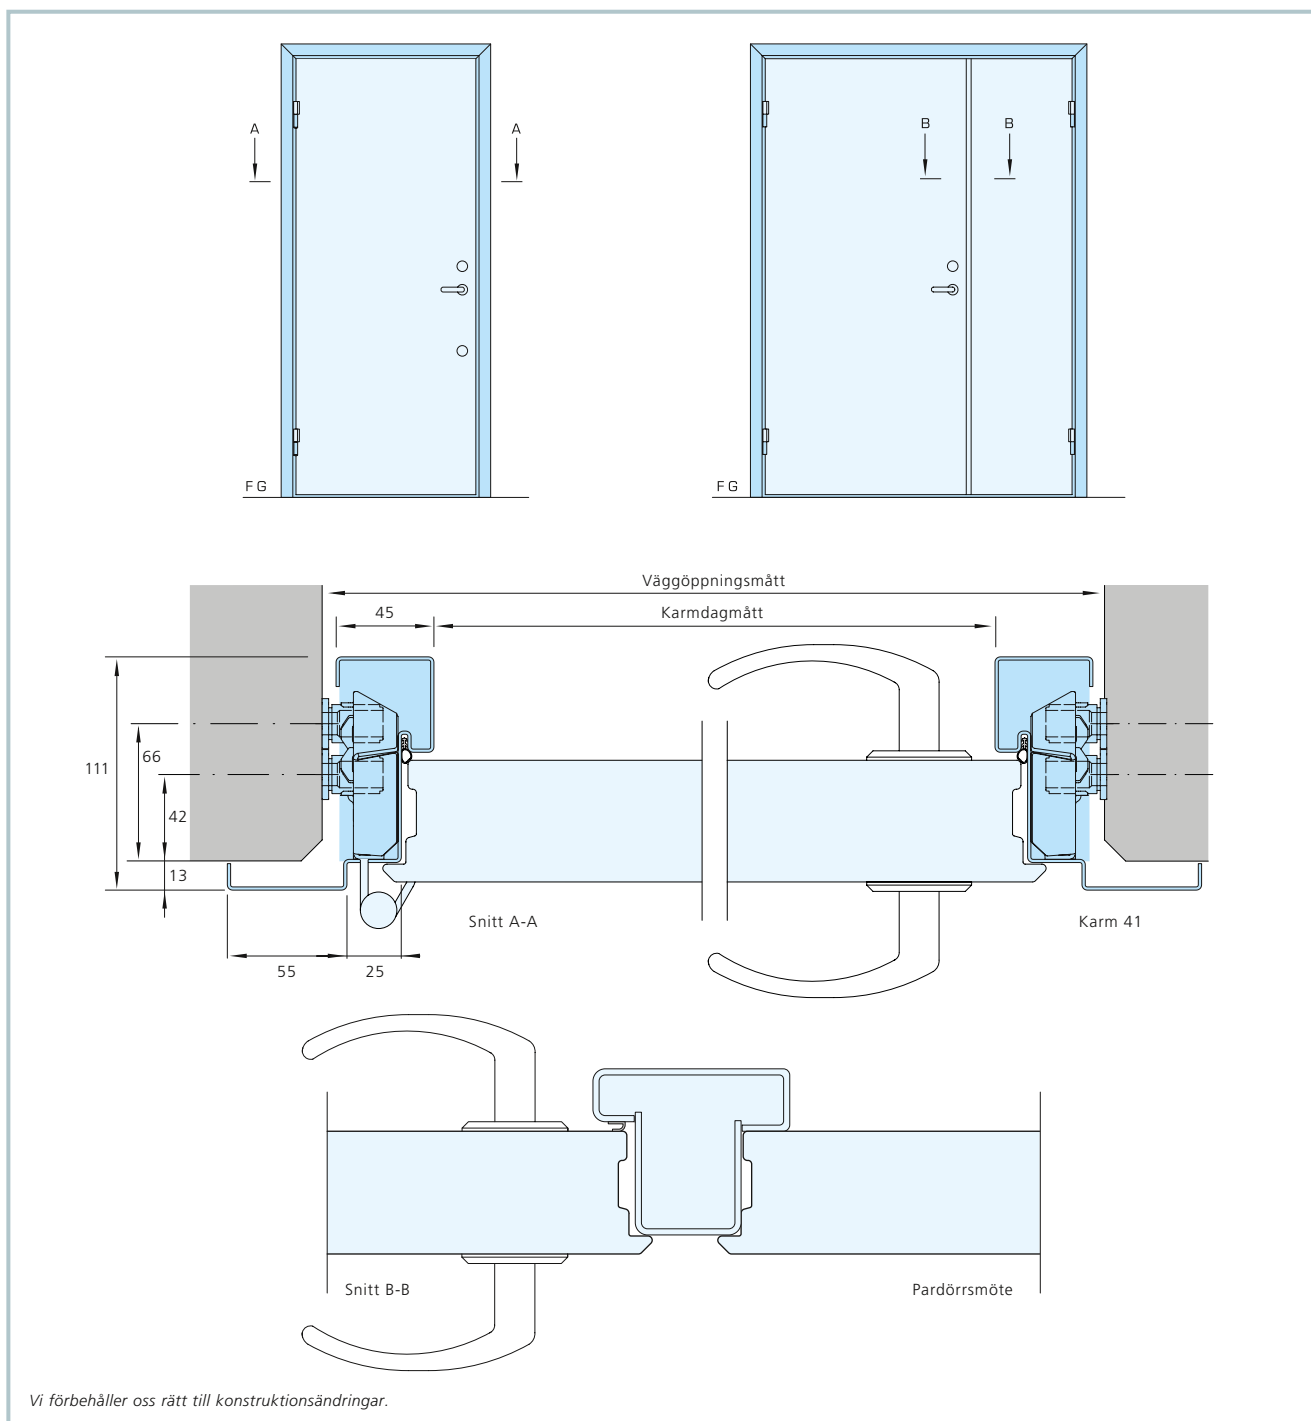 A A
B B
FG FG
Väggöppningsmått
45 Karmdagmått
111 66
42
13
Snitt A-A Karm 41
55 25
Snitt B-B Pardörrsmöte
Vi förbehåller oss rätt till konstruktionsändringar.